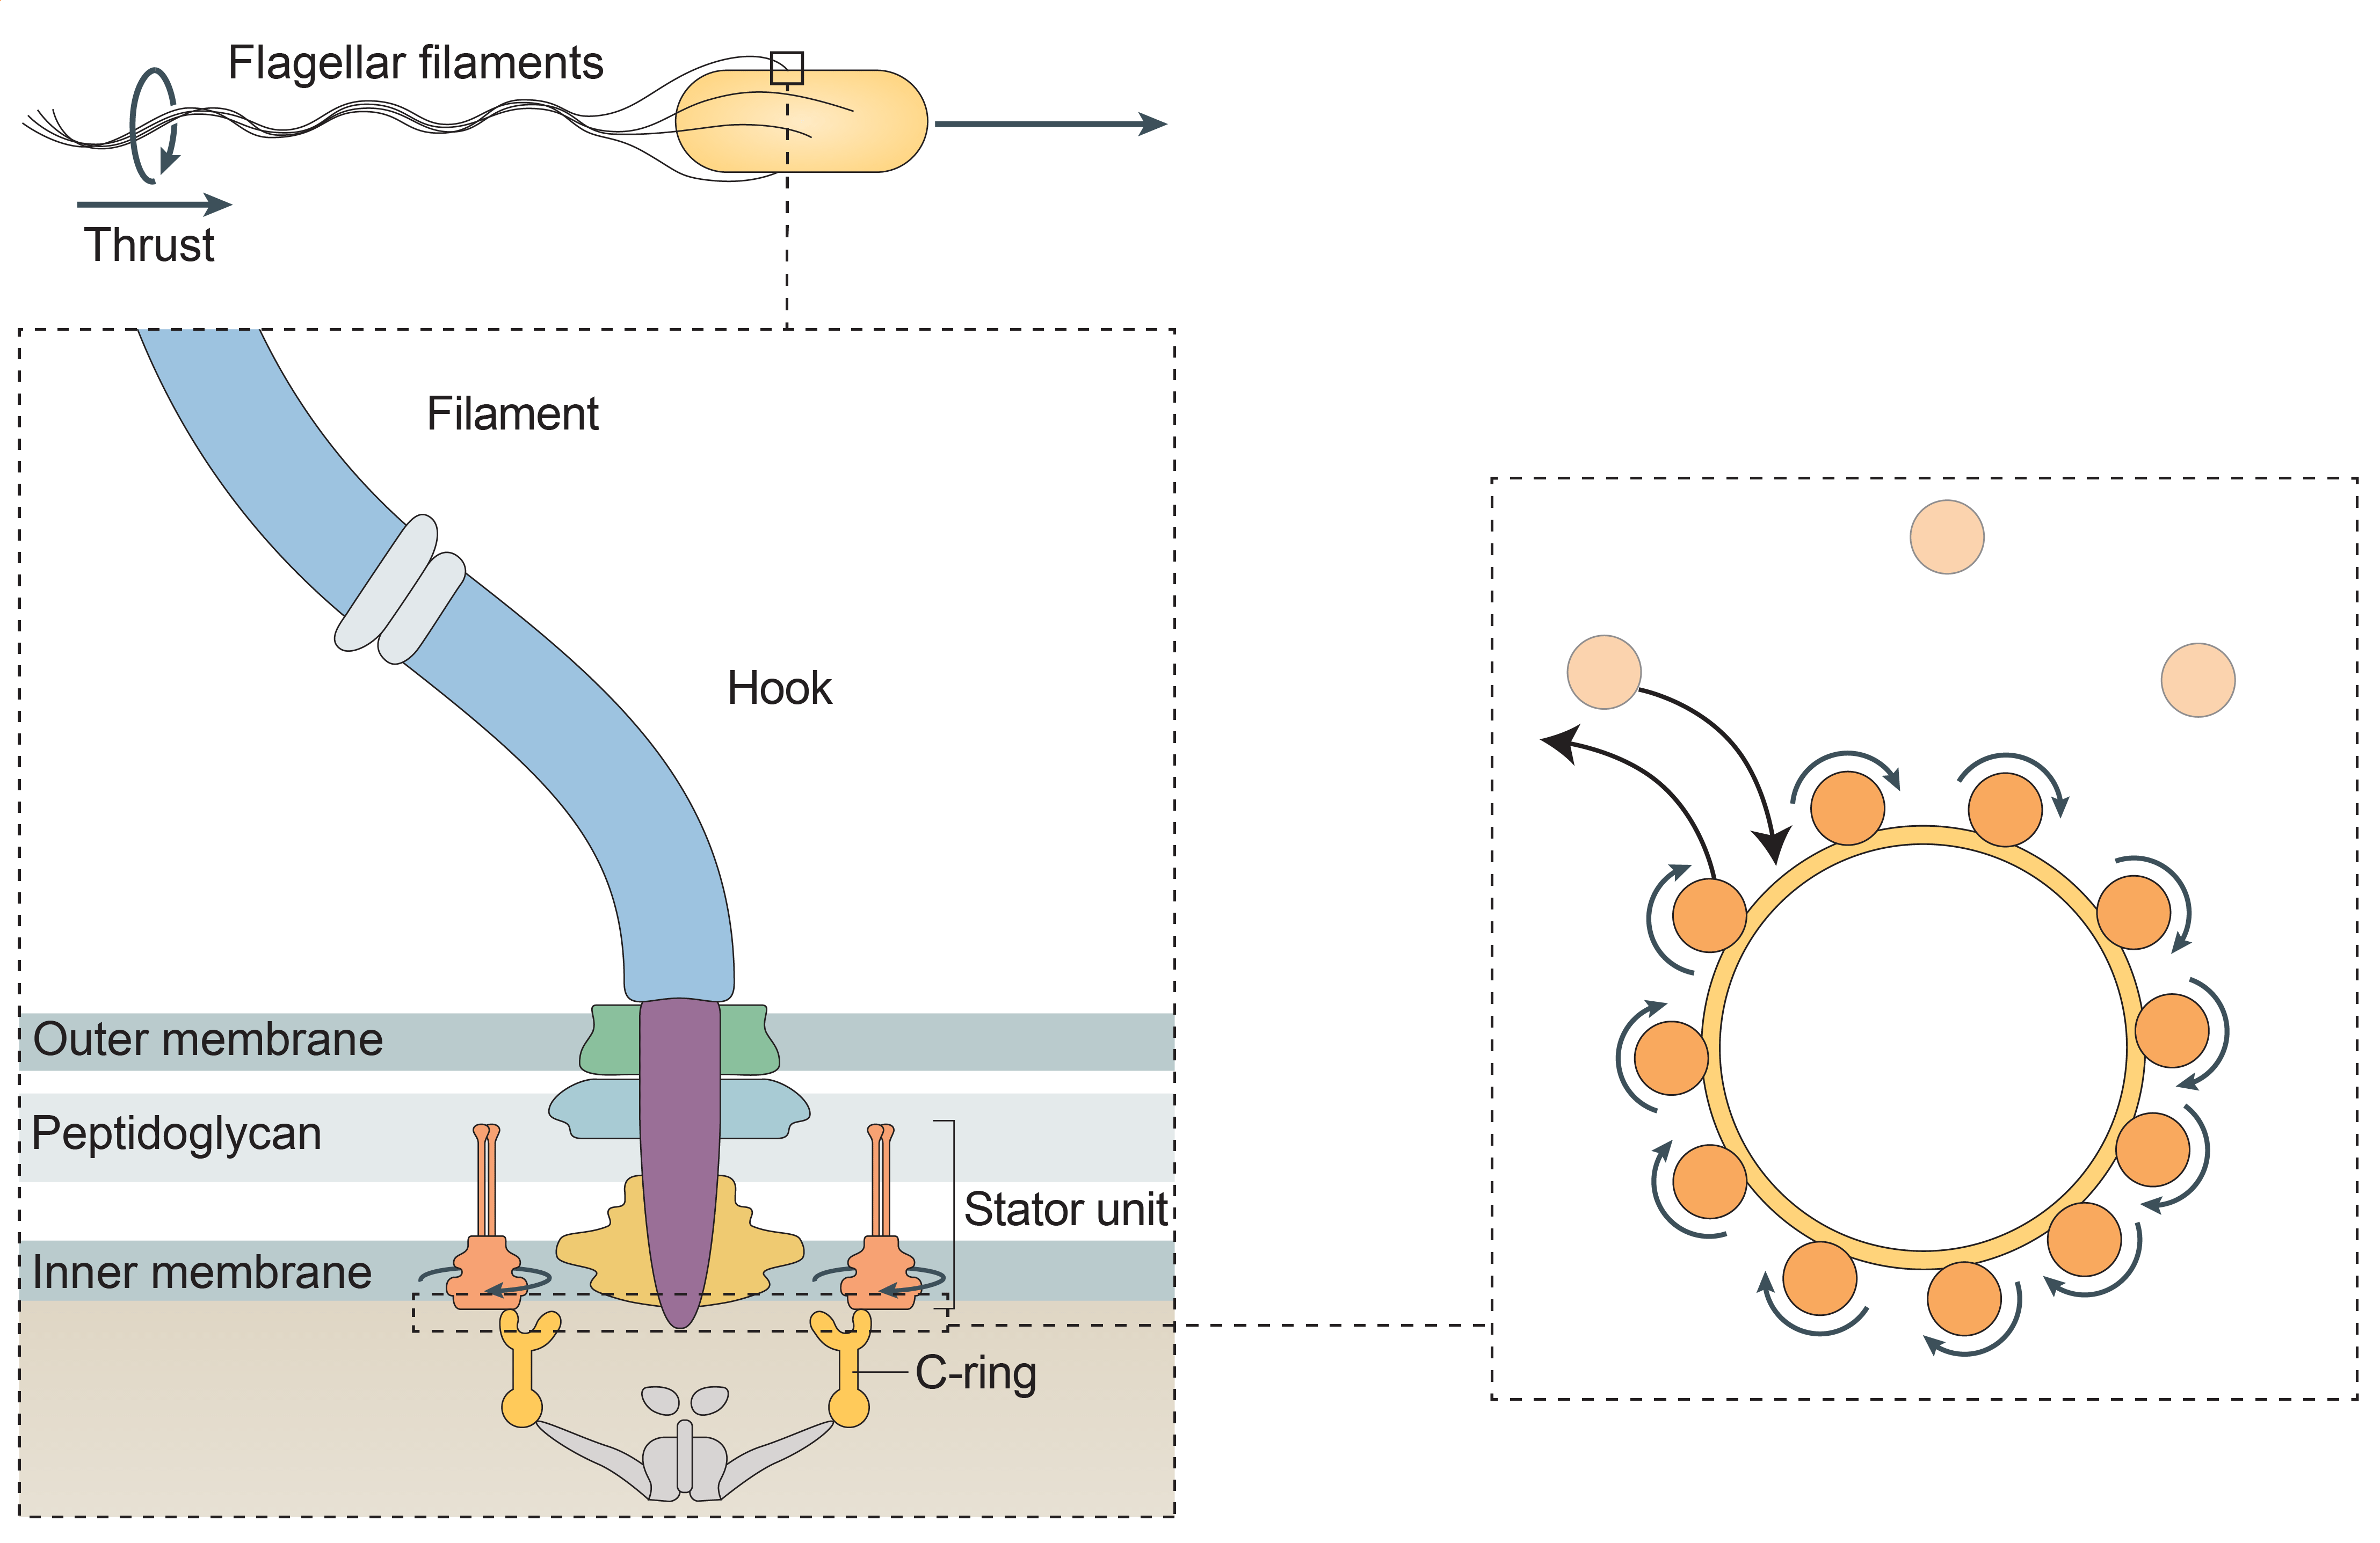 Flagellar filaments
Thrust
Filament
Hook
Outer membrane
Peptidoglycan
Stator unit
Inner membrane
C-ring